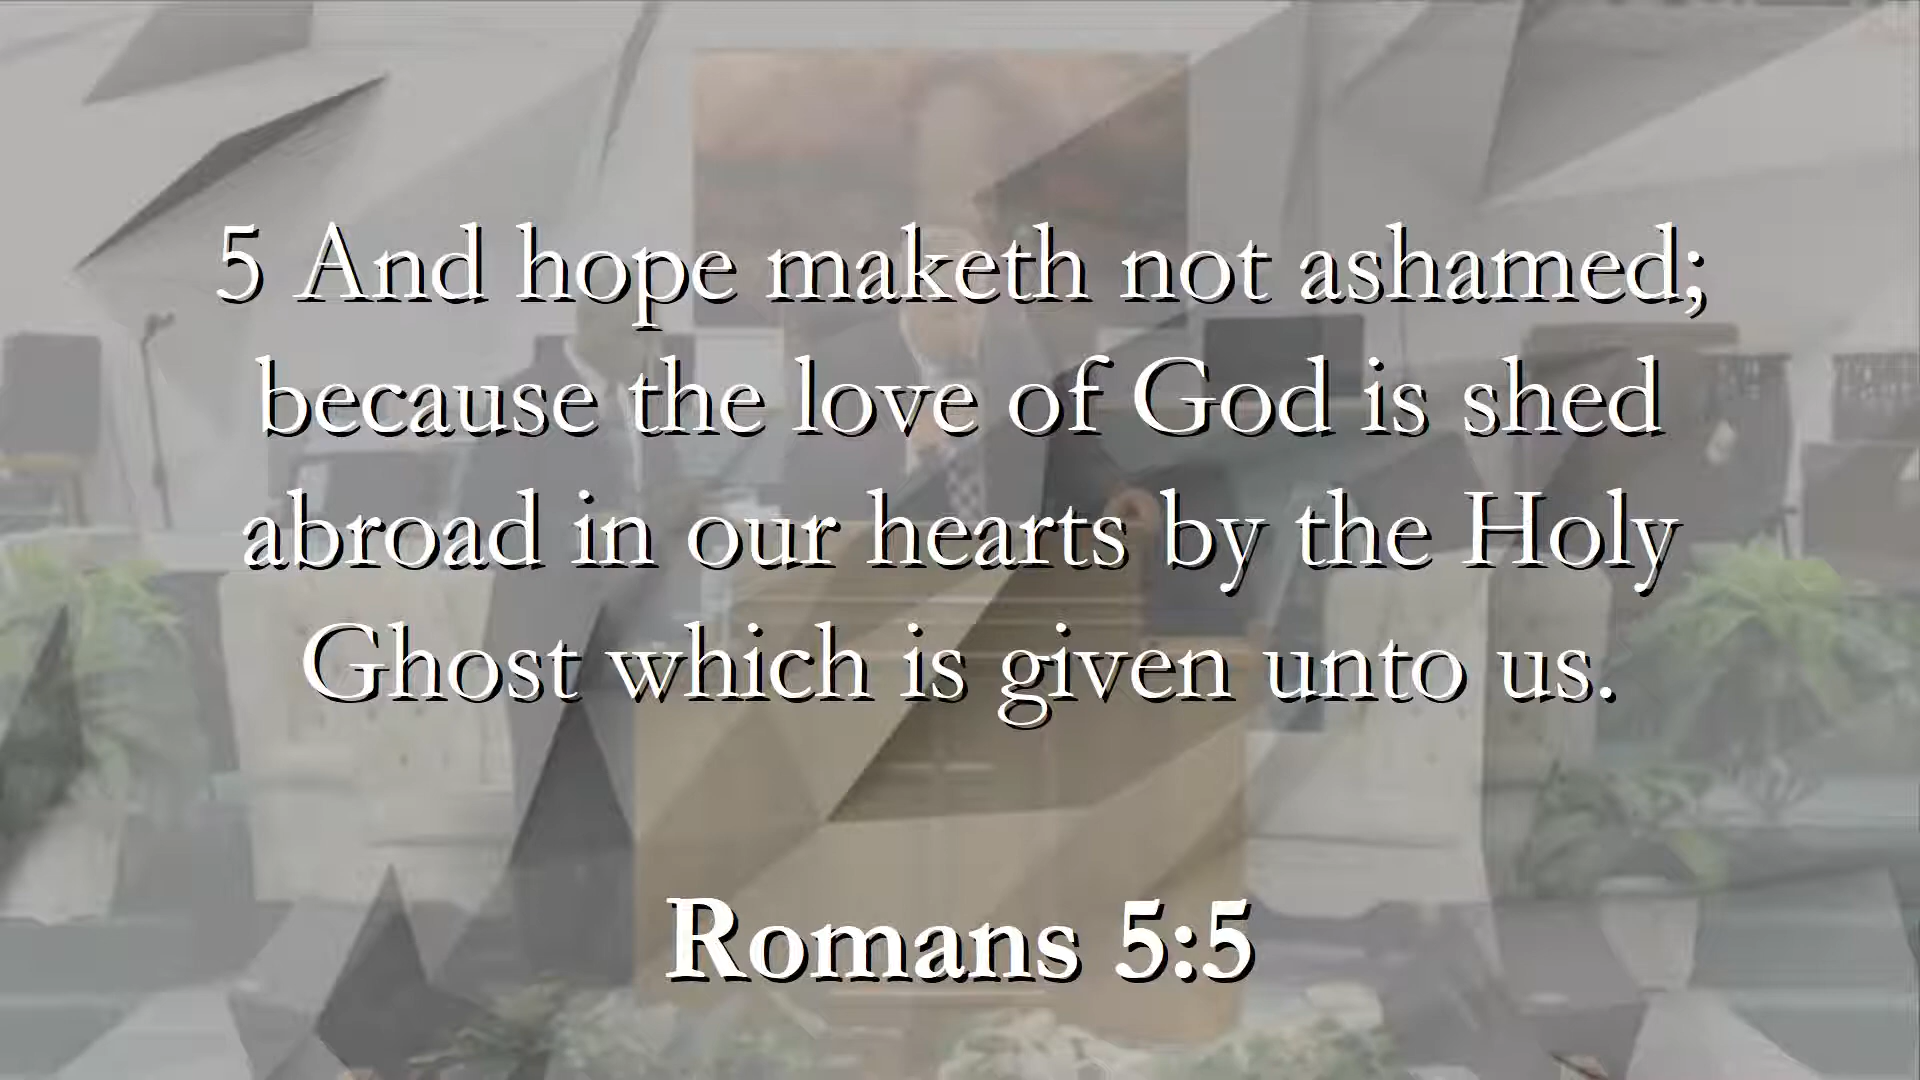 5 And hope maketh not ashamed;
because the love of God is shed
abroad in our hearts by the Holy
Ghost which is given unto us.
Romans 5:5